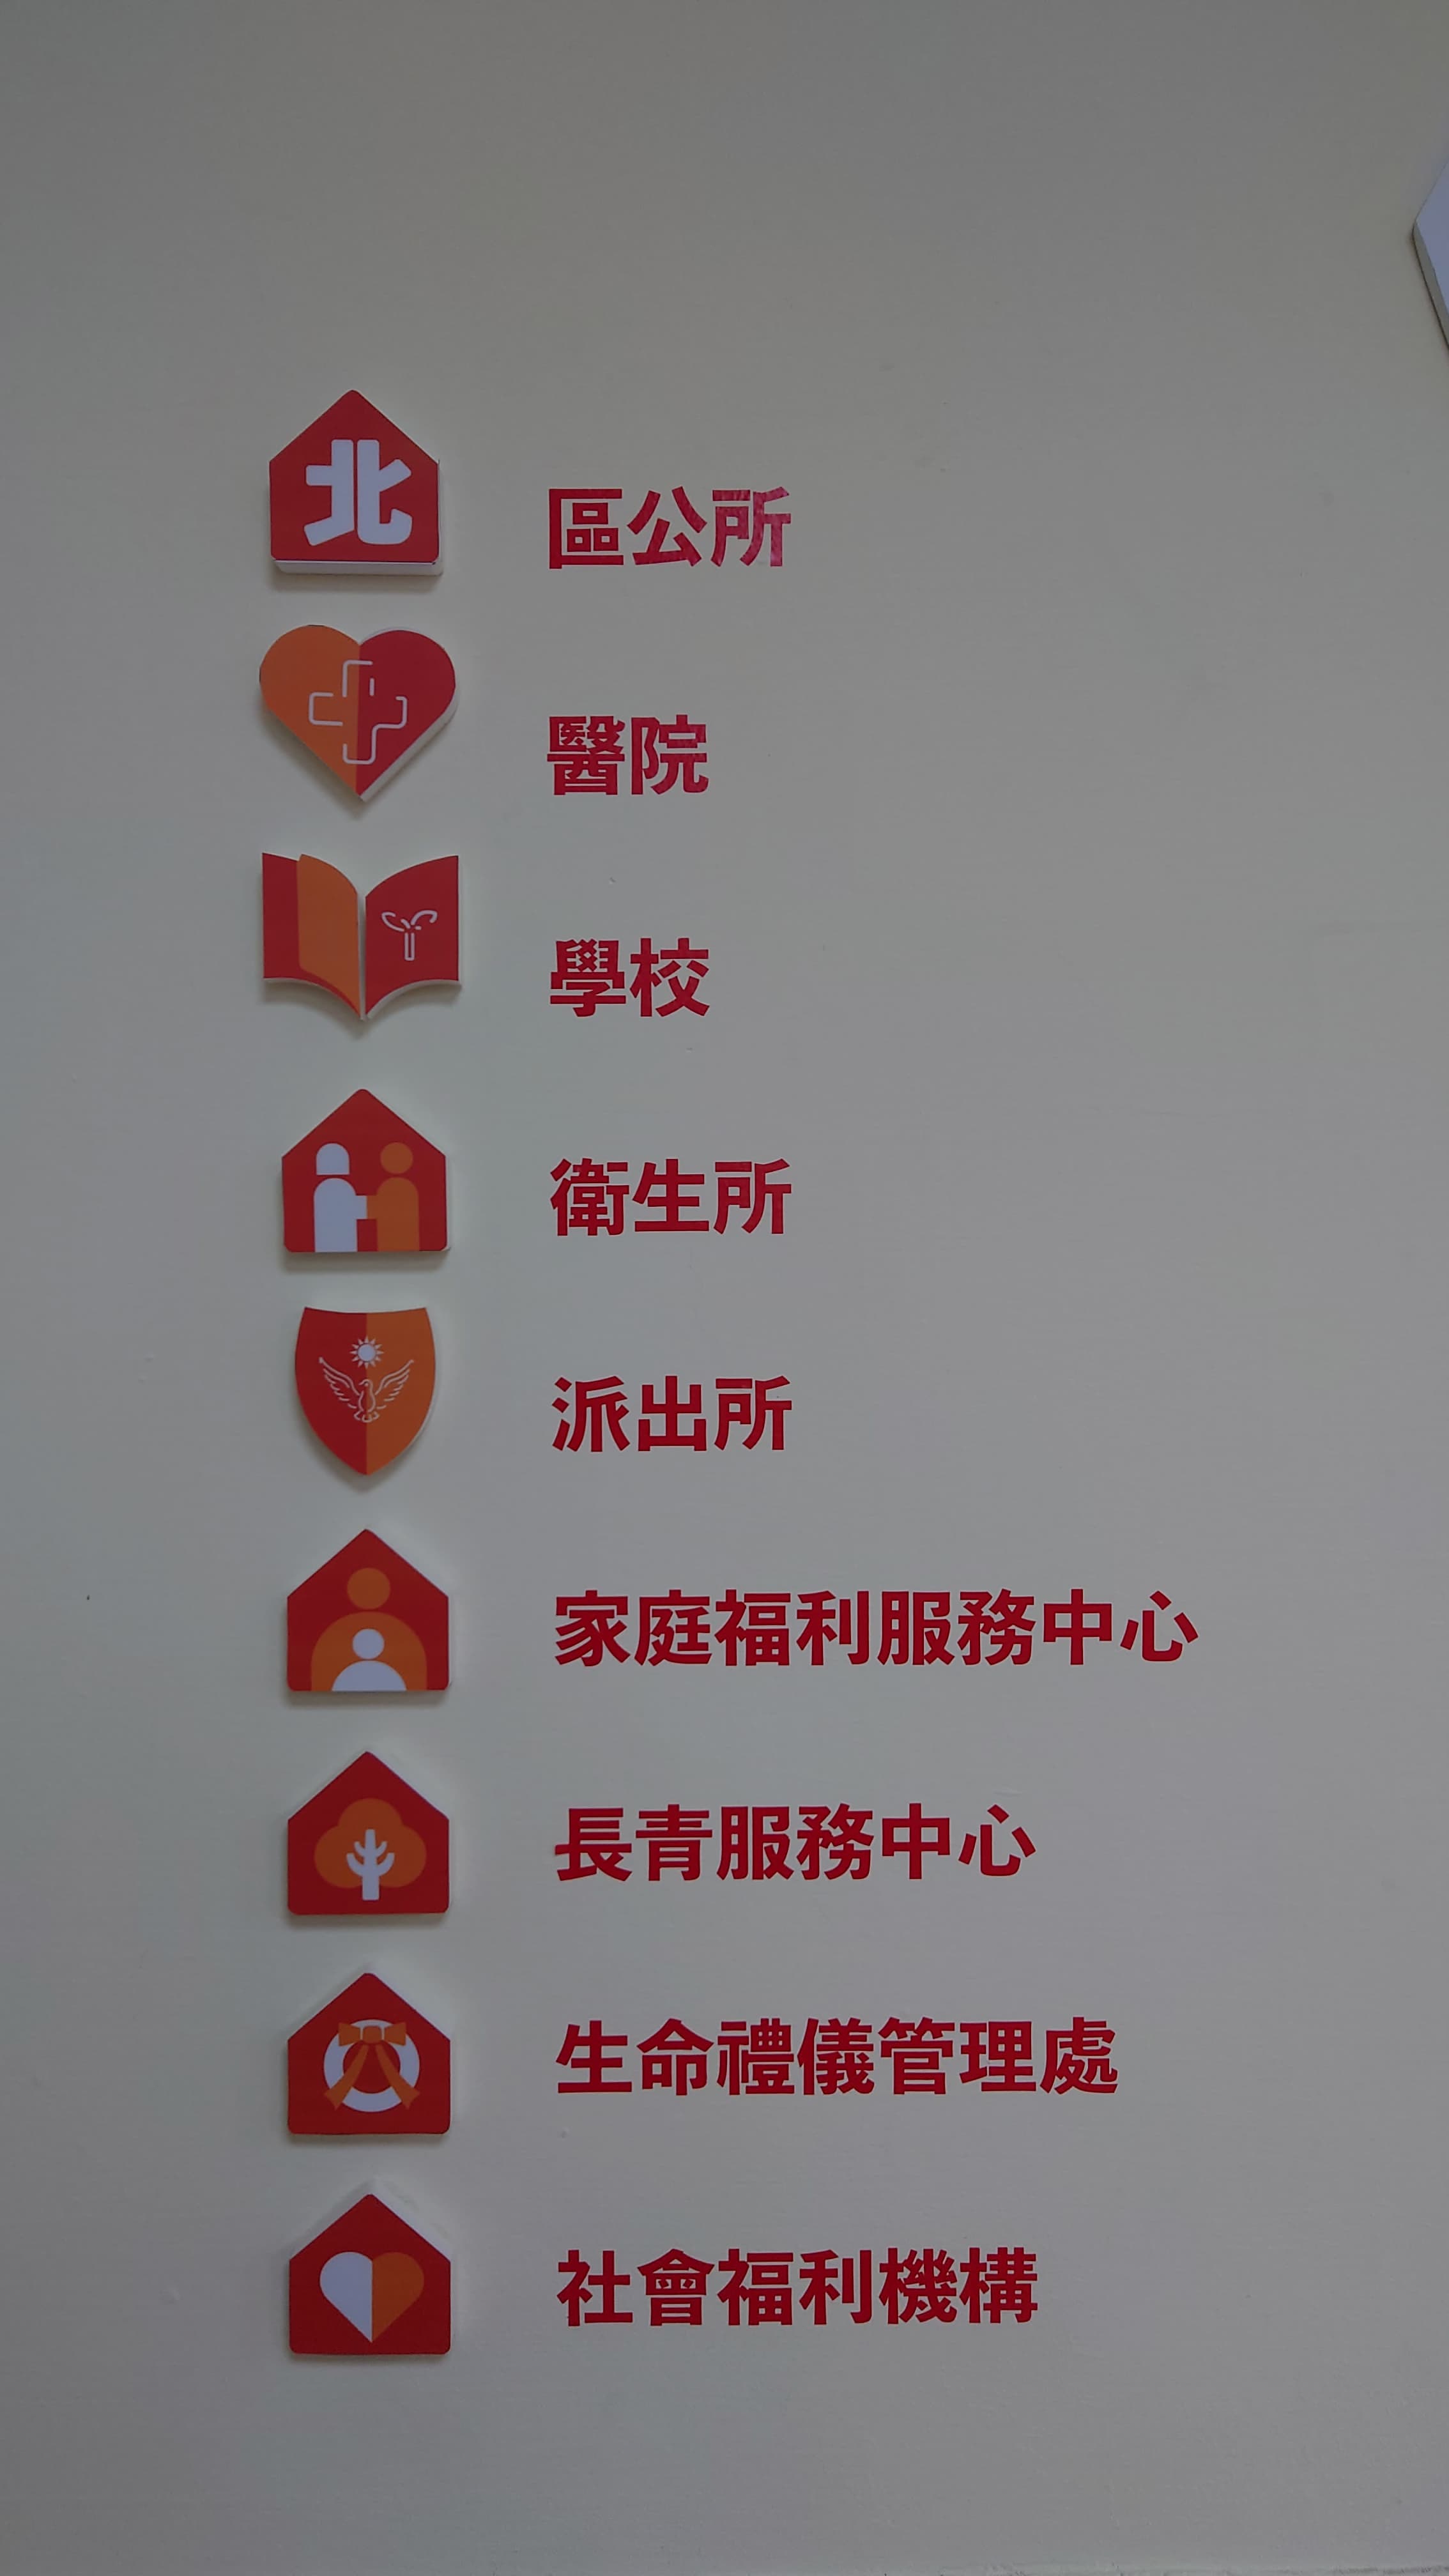 北
區公所
醫院
學校
衛生所
派出所
家庭福利服務中心
長青服務中心
生命禮儀管理處
社會福利機構